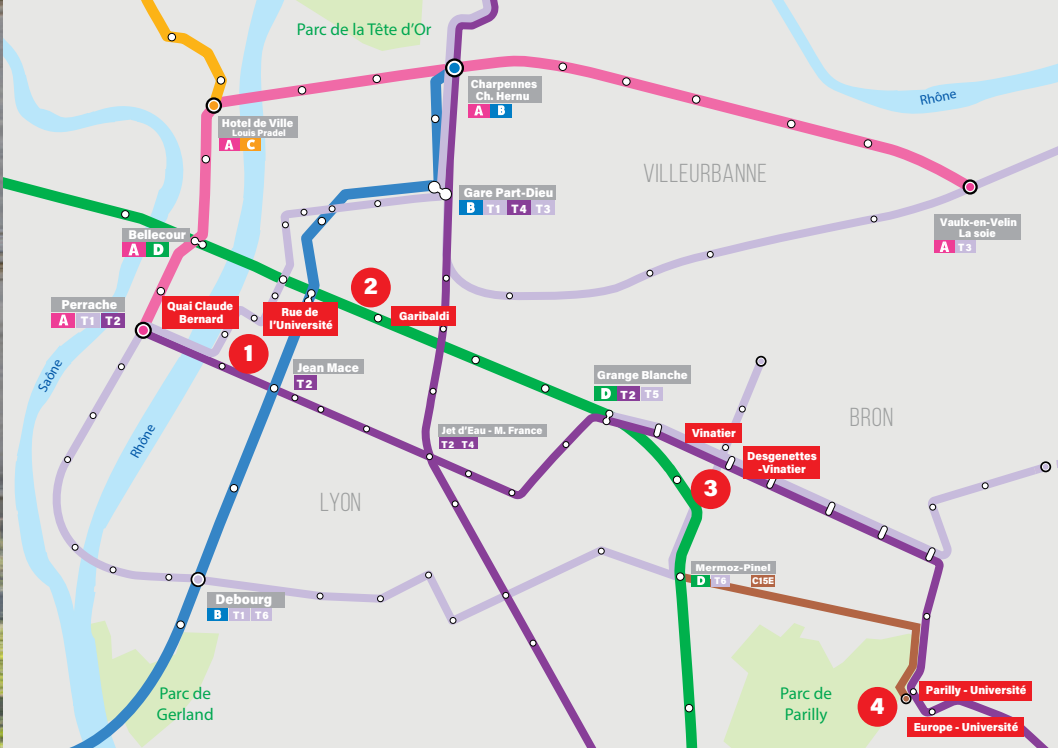 Parc de la Tête d'Or
Charpennes
Ch. Hernu
A B
Rhône
Hotel de Ville
Louis Pradel
A C
VILLEURBANNE
Gare Part-Dieu
B T1 T4 T3
Vaulx-en-Velin
La soie
A T3
Bellecour
A D
2
Perrache
A T1 T2
Quai Claude
Bernard
Rue de
l'Université
Garibaldi
1
Saône
Jean Mace
T2
Grange Blanche
D T2 T5
BRON
Rhône
Jet d'Eau - M. France
T2 T4
Vinatier
Desgenettes
-Vinatier
3
LYON
Mermoz-Pinel
D T6 C15E
Debourg
B T1 T6
Parc de
Gerland
Parc de
Parilly
4
Parilly - Université
Europe - Université